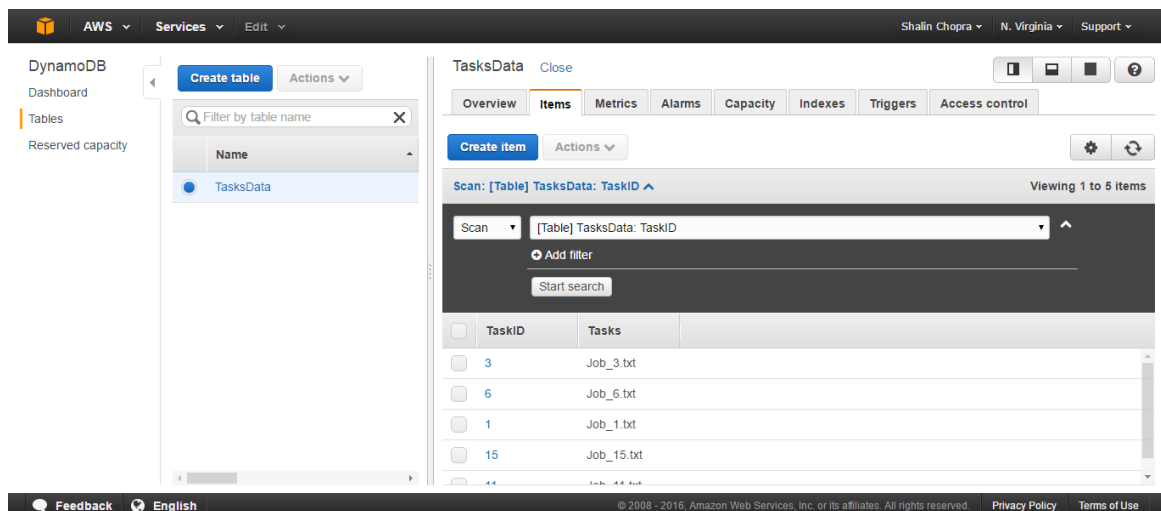 AWS Services Edit Shalin Chopra N. Virginia Support
DynamoDB
Dashboard
Tables
Reserved capacity
Create table Actions
Filter by table name
Name
TasksData
TasksData Close
Overview Items Metrics Alarms Capacity Indexes Triggers Access control
Create item Actions
Scan: [Table] TasksData: TaskID Viewing 1 to 5 items
Scan [Table] TasksData: TaskID
Add filter
Start search
TaskID Tasks
3 Job_3.txt
6 Job_6.txt
1 Job_1.txt
15 Job_15.txt
11 Job_11.txt
Feedback English © 2008 - 2016, Amazon Web Services, Inc. or its affiliates. All rights reserved. Privacy Policy Terms of Use